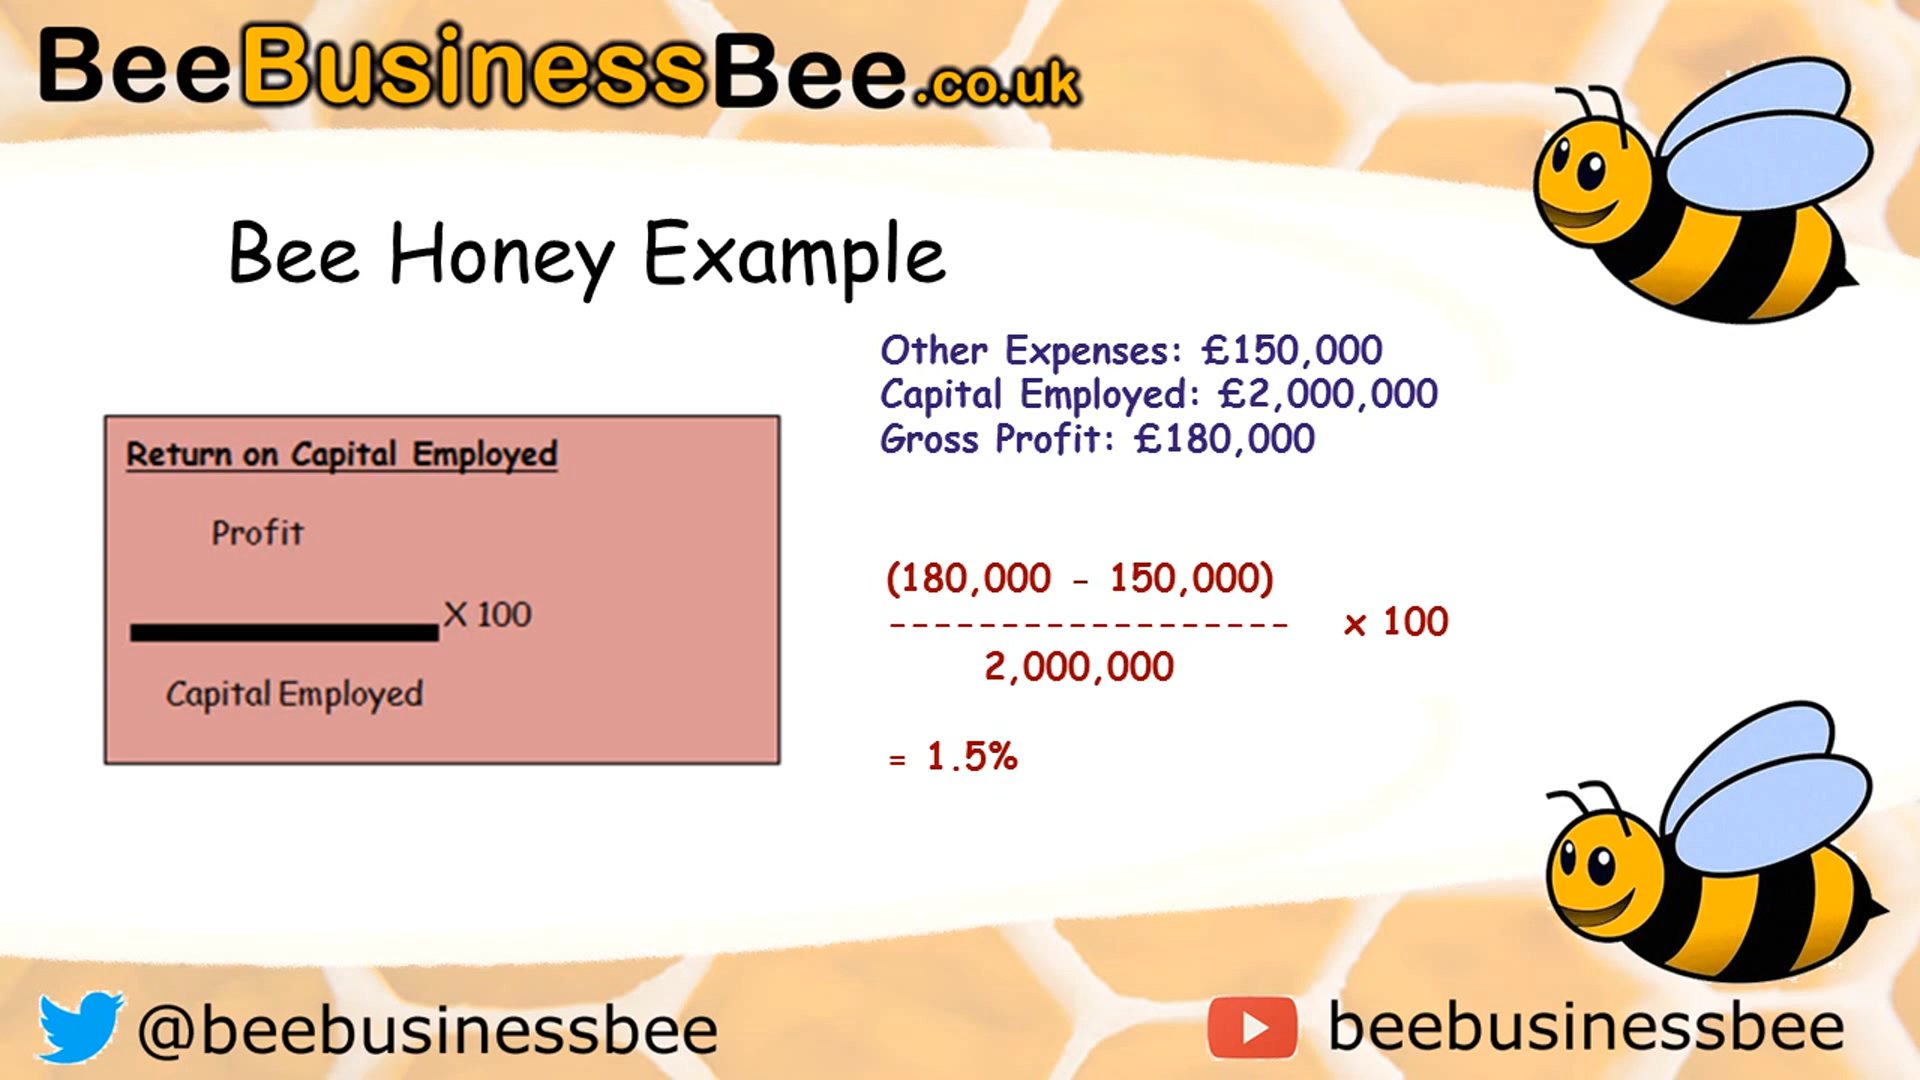 BeeBusinessBee.co.uk
Bee Honey Example
Other Expenses: £150,000
Capital Employed: £2,000,000
Gross Profit: £180,000
Return on Capital Employed
Profit
X 100
Capital Employed
(180,000 - 150,000)
------------------ x 100
2,000,000
= 1.5%
@beebusinessbee
beebusinessbee